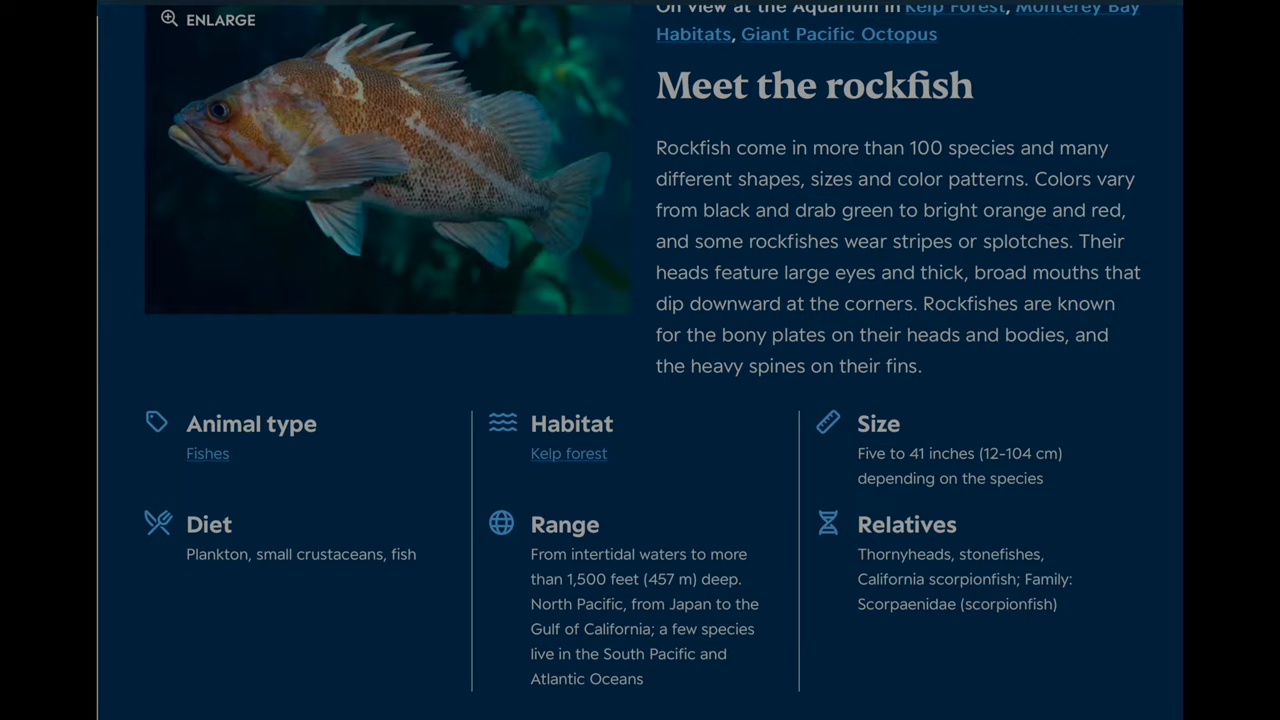 ENLARGE
On view at the Aquarium in Kelp Forest, Monterey Bay
Habitats, Giant Pacific Octopus
Meet the rockfish
Rockfish come in more than 100 species and many
different shapes, sizes and color patterns. Colors vary
from black and drab green to bright orange and red,
and some rockfishes wear stripes or splotches. Their
heads feature large eyes and thick, broad mouths that
dip downward at the corners. Rockfishes are known
for the bony plates on their heads and bodies, and
the heavy spines on their fins.
Animal type
Fishes
Habitat
Kelp forest
Size
Five to 41 inches (12-104 cm)
depending on the species
Diet
Plankton, small crustaceans, fish
Range
From intertidal waters to more
than 1,500 feet (457 m) deep.
North Pacific, from Japan to the
Gulf of California; a few species
live in the South Pacific and
Atlantic Oceans
Relatives
Thornyheads, stonefishes,
California scorpionfish; Family:
Scorpaenidae (scorpionfish)